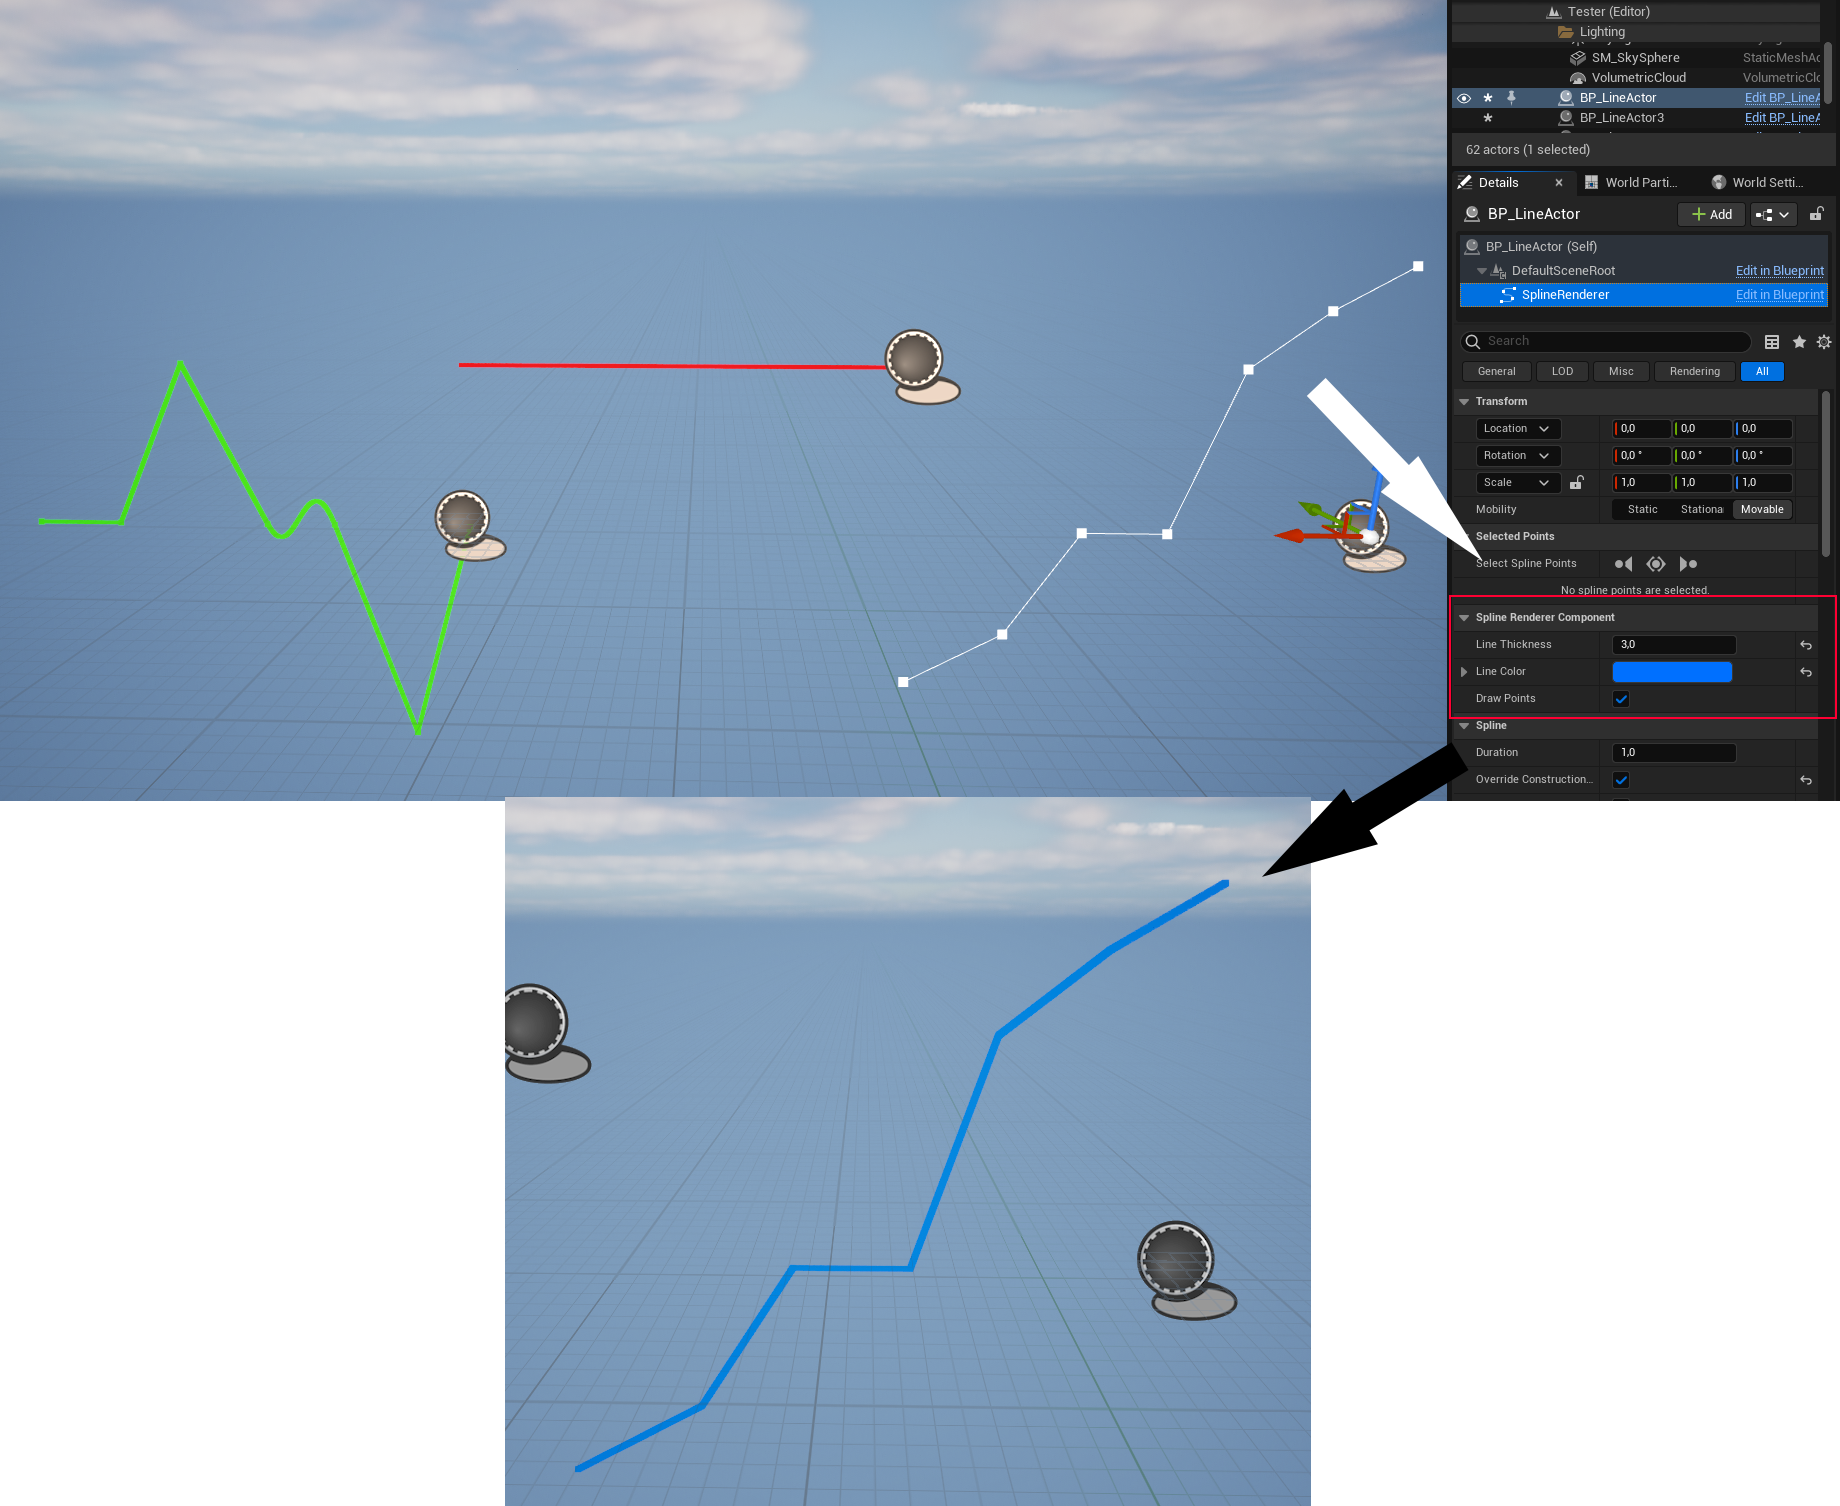 Tester (Editor)
Lighting
SM_SkySphere StaticMeshAc
VolumetricCloud VolumetricClc
BP_LineActor Edit BP_LineA
BP_LineActor3 Edit BP_LineA
62 actors (1 selected)
Details World Parti... World Setti...
BP_LineActor Add
BP_LineActor (Self)
DefaultSceneRoot Edit in Blueprint
SplineRenderer Edit in Blueprint
Search
General LOD Misc Rendering All
Transform
Location 0,0 0,0 0,0
Rotation 0,0 ° 0,0 ° 0,0 °
Scale 1,0 1,0 1,0
Mobility Static Stationa Movable
Selected Points
Select Spline Points
No spline points are selected.
Spline Renderer Component
Line Thickness 3,0
Line Color
Draw Points
Spline
Duration 1,0
Override Construction...